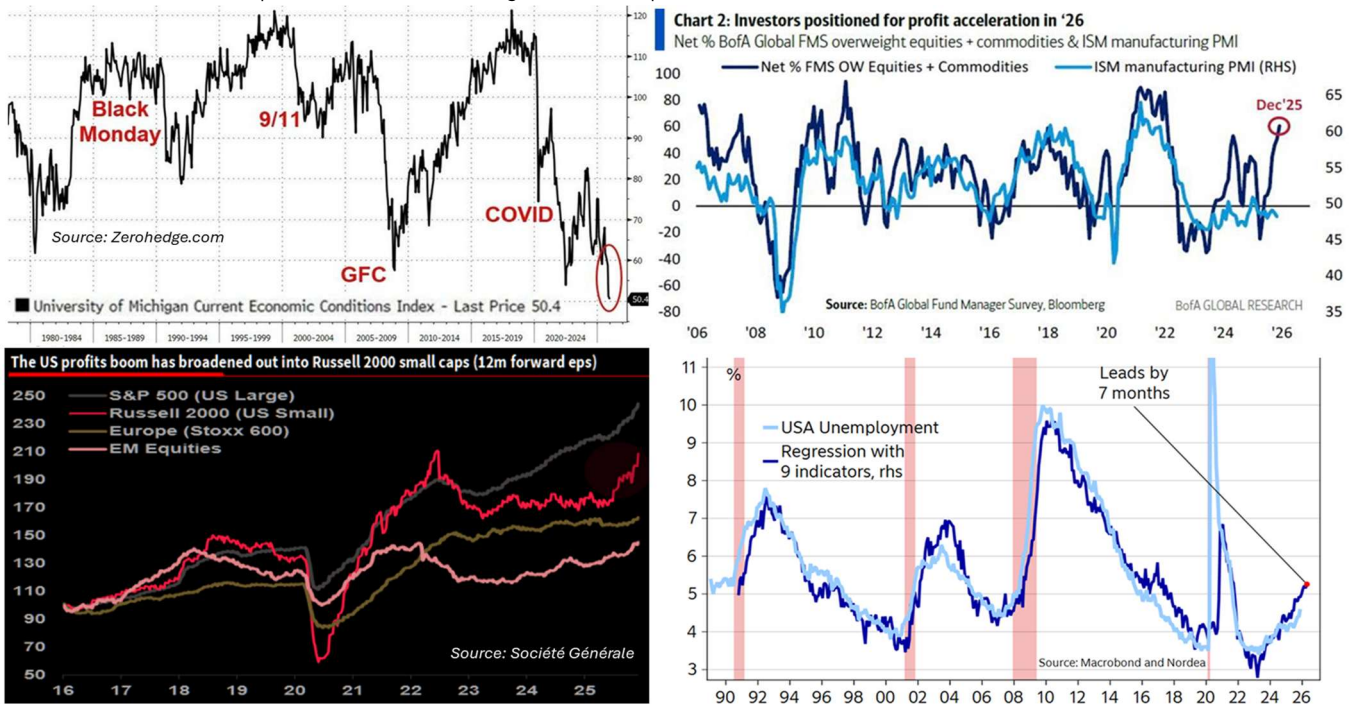 120
110
100
90
80
70
60
50.4
Black
Monday
9/11
COVID
GFC
Source: Zerohedge.com
University of Michigan Current Economic Conditions Index - Last Price 50.4
1980-1984 1985-1989 1990-1994 1995-1999 2000-2004 2005-2009 2010-2014 2015-2019 2020-2024
Chart 2: Investors positioned for profit acceleration in ‘26
Net % BofA Global FMS overweight equities + commodities & ISM manufacturing PMI
Net % FMS OW Equities + Commodities
ISM manufacturing PMI (RHS)
Dec'25
100
80
60
40
20
0
-20
-40
-60
-80
65
60
55
50
45
40
35
Source: BofA Global Fund Manager Survey, Bloomberg
BofA GLOBAL RESEARCH
'06 '08 '10 '12 '14 '16 '18 '20 '22 '24 '26
The US profits boom has broadened out into Russell 2000 small caps (12m forward eps)
S&P 500 (US Large)
Russell 2000 (US Small)
Europe (Stoxx 600)
EM Equities
250
230
210
190
170
150
130
110
90
70
50
Source: Société Générale
16 17 18 19 20 21 22 23 24 25
%
Leads by
7 months
USA Unemployment
Regression with
9 indicators, rhs
11
10
9
8
7
6
5
4
3
Source: Macrobond and Nordea
90 92 94 96 98 00 02 04 06 08 10 12 14 16 18 20 22 24 26